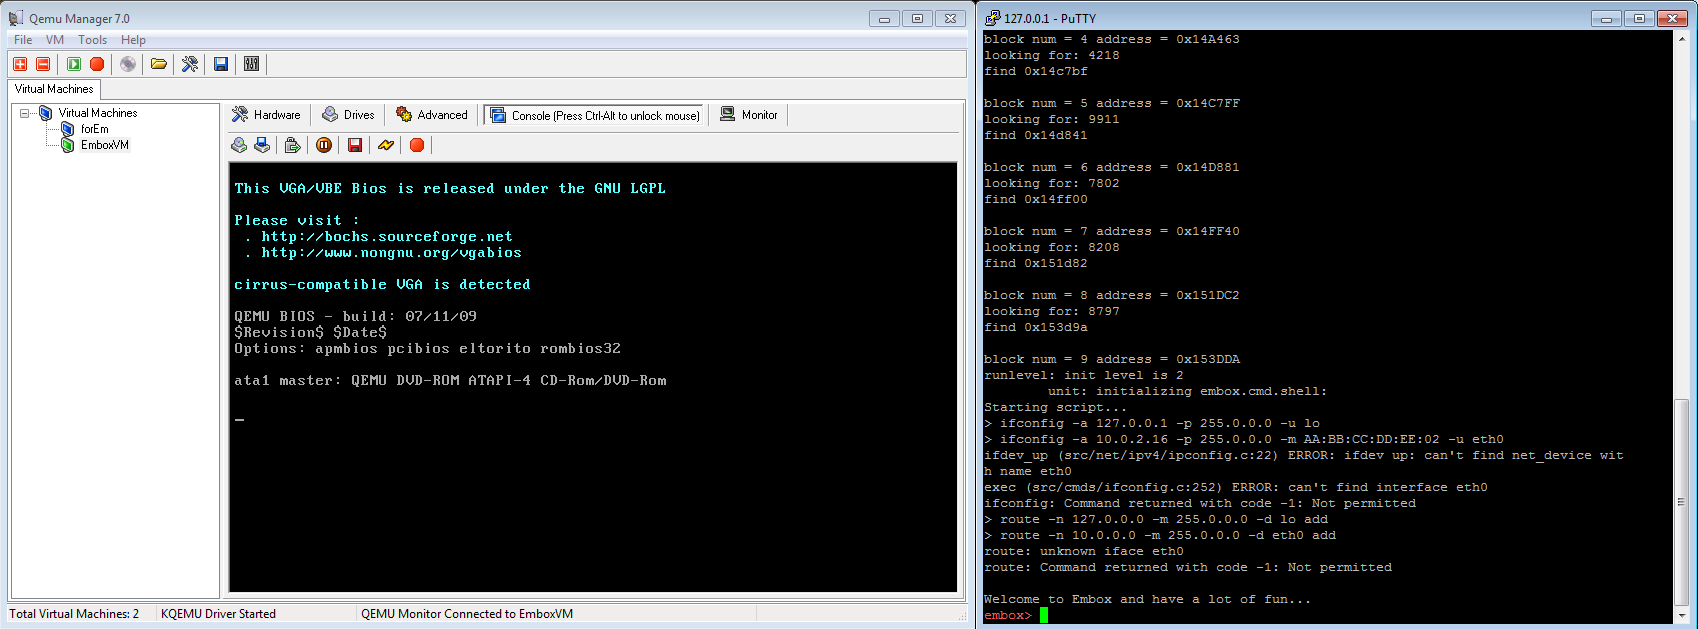 Qemu Manager 7.0
File VM Tools Help
Virtual Machines
Virtual Machines
forEm
EmboxVM
Hardware Drives Advanced Console (Press Ctrl-Alt to unlock mouse) Monitor
This VGA/VBE Bios is released under the GNU LGPL
Please visit :
. http://bochs.sourceforge.net
. http://www.nongnu.org/vgabios
cirrus-compatible VGA is detected
QEMU BIOS - build: 07/11/09
$Revision$ $Date$
Options: apmbios pcibios eltorito rombios32
ata1 master: QEMU DVD-ROM ATAPI-4 CD-Rom/DVD-Rom
_
Total Virtual Machines: 2 KQEMU Driver Started QEMU Monitor Connected to EmboxVM
127.0.0.1 - PuTTY
block num = 4 address = 0x14A463
looking for: 4218
find 0x14c7bf
block num = 5 address = 0x14C7FF
looking for: 9911
find 0x14d841
block num = 6 address = 0x14D881
looking for: 7802
find 0x14ff00
block num = 7 address = 0x14FF40
looking for: 8208
find 0x151d82
block num = 8 address = 0x151DC2
looking for: 8797
find 0x153d9a
block num = 9 address = 0x153DDA
runlevel: init level is 2
unit: initializing embox.cmd.shell:
Starting script...
> ifconfig -a 127.0.0.1 -p 255.0.0.0 -u lo
> ifconfig -a 10.0.2.16 -p 255.0.0.0 -m AA:BB:CC:DD:EE:02 -u eth0
ifdev_up (src/net/ipv4/ipconfig.c:22) ERROR: ifdev up: can't find net_device wit
h name eth0
exec (src/cmds/ifconfig.c:252) ERROR: can't find interface eth0
ifconfig: Command returned with code -1: Not permitted
> route -n 127.0.0.0 -m 255.0.0.0 -d lo add
> route -n 10.0.0.0 -m 255.0.0.0 -d eth0 add
route: unknown iface eth0
route: Command returned with code -1: Not permitted
Welcome to Embox and have a lot of fun...
embox>